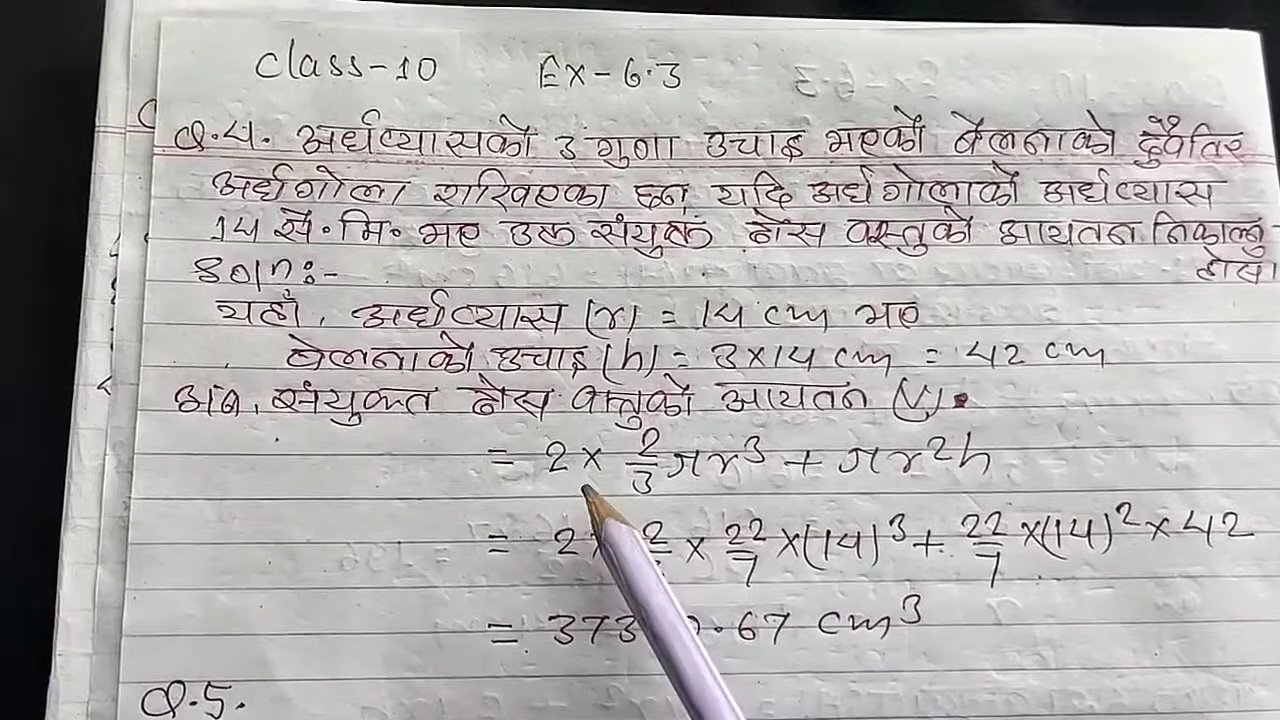 Class-10 Ex-6.3
Q.4. अर्धव्यासको 3 गुणा उचाइ भएको बेलनाको दुवैतिर
अर्धगोला राखिएका छन् यदि अर्धगोलाको अर्धव्यास
14 से.मि. भए उक्त संयुक्त ठोस वस्तुको आयतन निकाल्नु-
होस।
Soln:-
यहाँ, अर्धव्यास (r) = 14 cm भए
बेलनाको उचाइ (h) = 3×14 cm = 42 cm
अब, संयुक्त ठोस वस्तुको आयतन (V).
= 2 × 2/3 πr³ + πr²h
= 2 × 2/ × 22/7 ×(14)³ + 22/7 ×(14)² × 42
= 373 .67 cm³
Q.5.